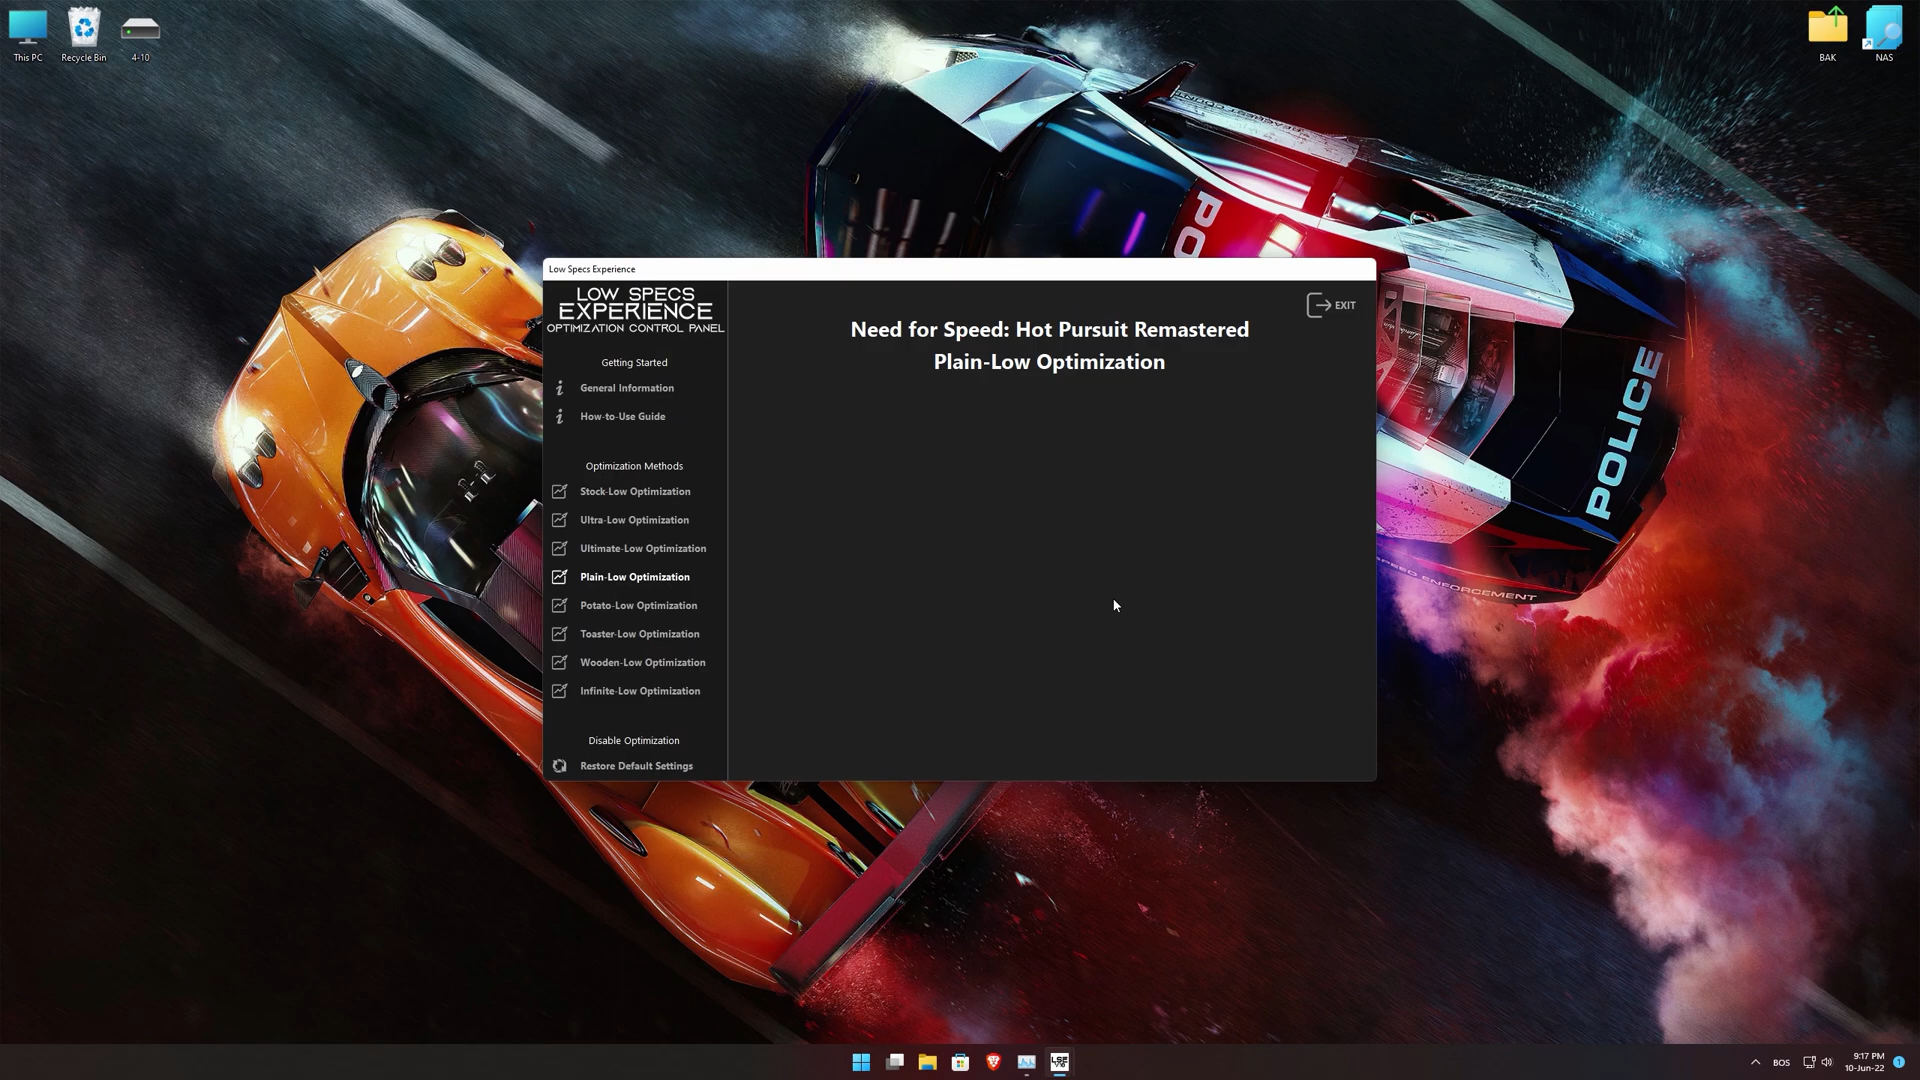 This PC
Recycle Bin
4-10
BAK
NAS
POLICE
Low Specs Experience
LOW SPECS
EXPERIENCE
OPTIMIZATION CONTROL PANEL
EXIT
Need for Speed: Hot Pursuit Remastered
Plain-Low Optimization
Getting Started
General Information
How-to-Use Guide
Optimization Methods
Stock-Low Optimization
Ultra-Low Optimization
Ultimate-Low Optimization
Plain-Low Optimization
Potato-Low Optimization
Toaster-Low Optimization
Wooden-Low Optimization
Infinite-Low Optimization
Disable Optimization
Restore Default Settings
BOS
9:17 PM
10-Jun-22
1